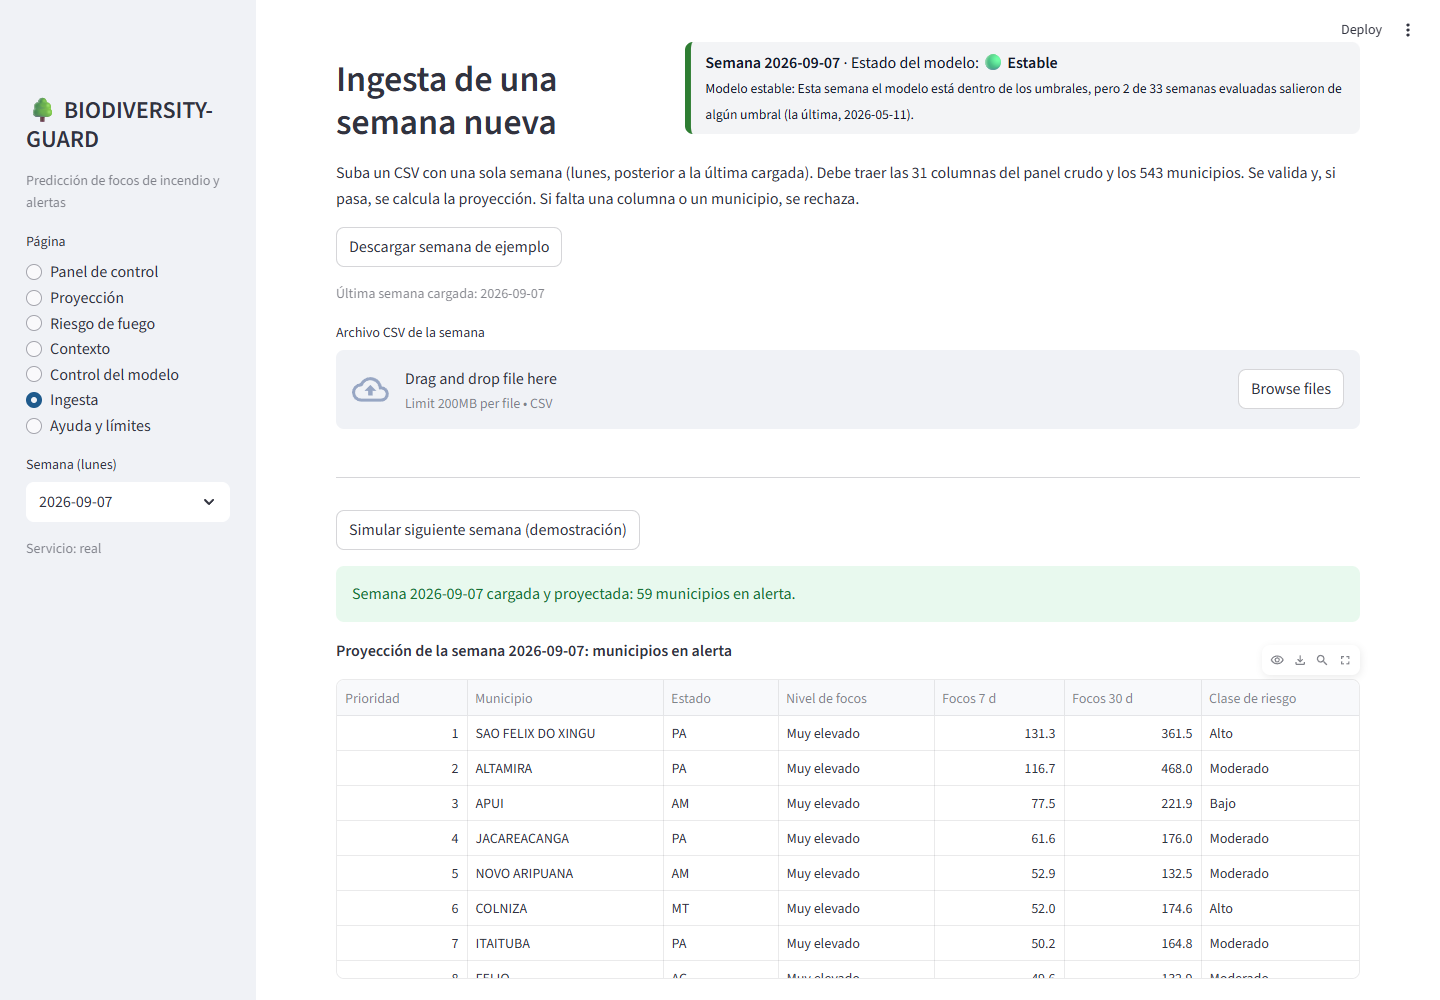 BIODIVERSITY-
GUARD
Predicción de focos de incendio y
alertas
Página
Panel de control
Proyección
Riesgo de fuego
Contexto
Control del modelo
Ingesta
Ayuda y límites
Semana (lunes)
2026-09-07
Servicio: real
Deploy
Ingesta de una
semana nueva
Semana 2026-09-07 · Estado del modelo: Estable
Modelo estable: Esta semana el modelo está dentro de los umbrales, pero 2 de 33 semanas evaluadas salieron de
algún umbral (la última, 2026-05-11).
Suba un CSV con una sola semana (lunes, posterior a la última cargada). Debe traer las 31 columnas del panel crudo y los 543 municipios. Se valida y, si
pasa, se calcula la proyección. Si falta una columna o un municipio, se rechaza.
Descargar semana de ejemplo
Última semana cargada: 2026-09-07
Archivo CSV de la semana
Drag and drop file here
Limit 200MB per file • CSV
Browse files
Simular siguiente semana (demostración)
Semana 2026-09-07 cargada y proyectada: 59 municipios en alerta.
Proyección de la semana 2026-09-07: municipios en alerta
Prioridad Municipio Estado Nivel de focos Focos 7 d Focos 30 d Clase de riesgo
1 SAO FELIX DO XINGU PA Muy elevado 131.3 361.5 Alto
2 ALTAMIRA PA Muy elevado 116.7 468.0 Moderado
3 APUI AM Muy elevado 77.5 221.9 Bajo
4 JACAREACANGA PA Muy elevado 61.6 176.0 Moderado
5 NOVO ARIPUANA AM Muy elevado 52.9 132.5 Moderado
6 COLNIZA MT Muy elevado 52.0 174.6 Alto
7 ITAITUBA PA Muy elevado 50.2 164.8 Moderado
8 FEIJO AC Muy elevado 49.6 Moderado